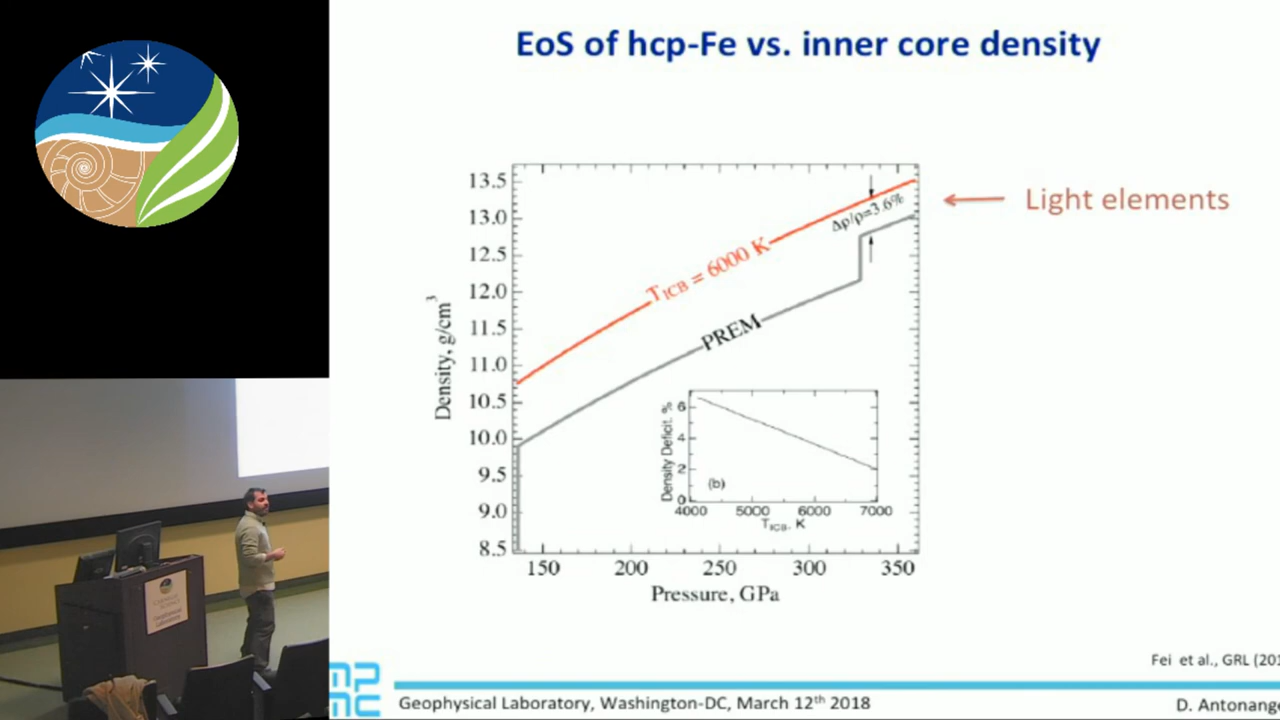 EoS of hcp-Fe vs. inner core density
13.5
13.0
12.5
12.0
11.5
11.0
10.5
10.0
9.5
9.0
8.5
Density, g/cm³
150
200
250
300
350
Pressure, GPa
T_ICB = 6000 K
PREM
Δρ/ρ=3.6%
Light elements
6
4
2
0
Density Deficit. %
(b)
4000
5000
6000
7000
T_ICB. K
Fei et al., GRL (201
Geophysical Laboratory, Washington-DC, March 12th 2018
D. Antonange